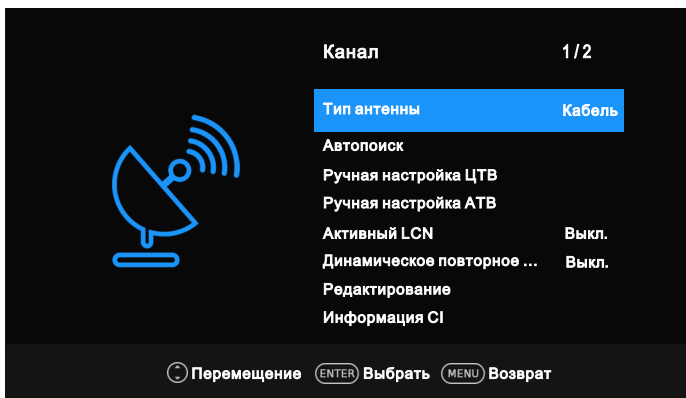 Канал 1/2
Тип антенны Кабель
Автопоиск
Ручная настройка ЦТВ
Ручная настройка АТВ
Активный LCN Выкл.
Динамическое повторное ... Выкл.
Редактирование
Информация CI
Перемещение ENTER Выбрать MENU Возврат